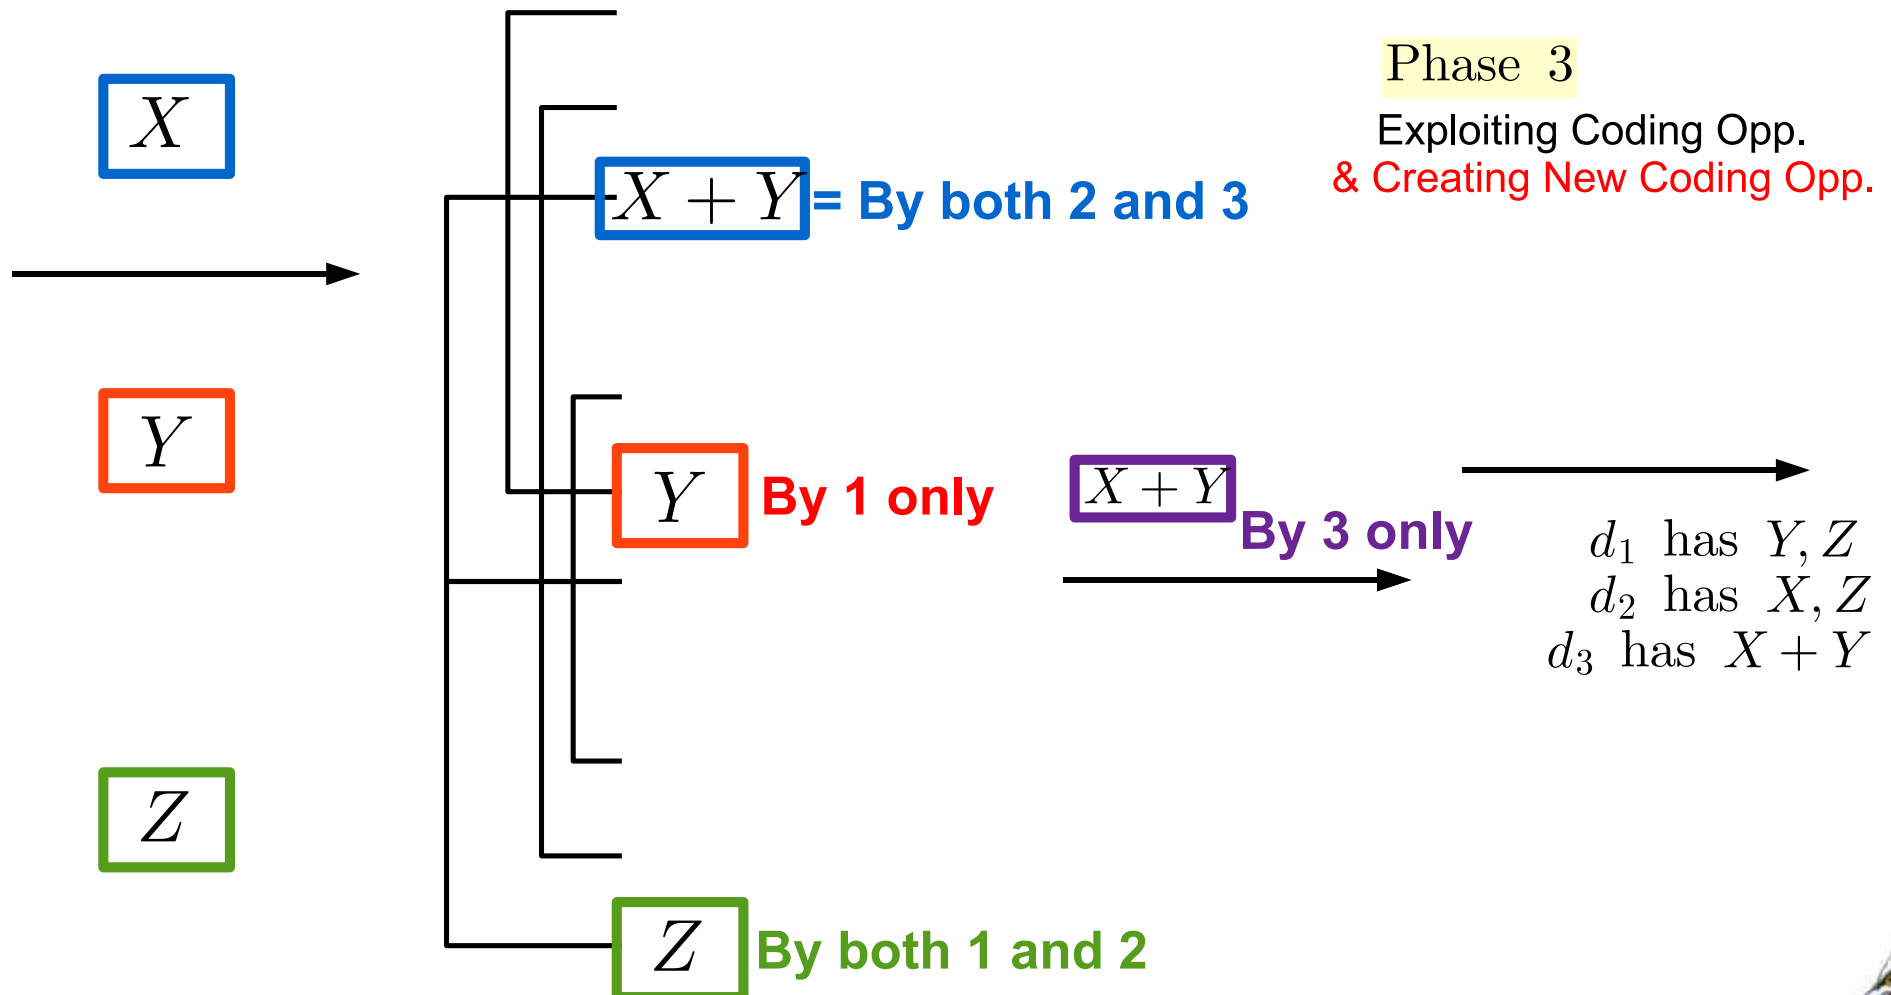 Phase 3
Exploiting Coding Opp.
& Creating New Coding Opp.
X
X + Y = By both 2 and 3
Y
Y By 1 only
X + Y
By 3 only
d₁ has Y, Z
d₂ has X, Z
d₃ has X + Y
Z
Z By both 1 and 2